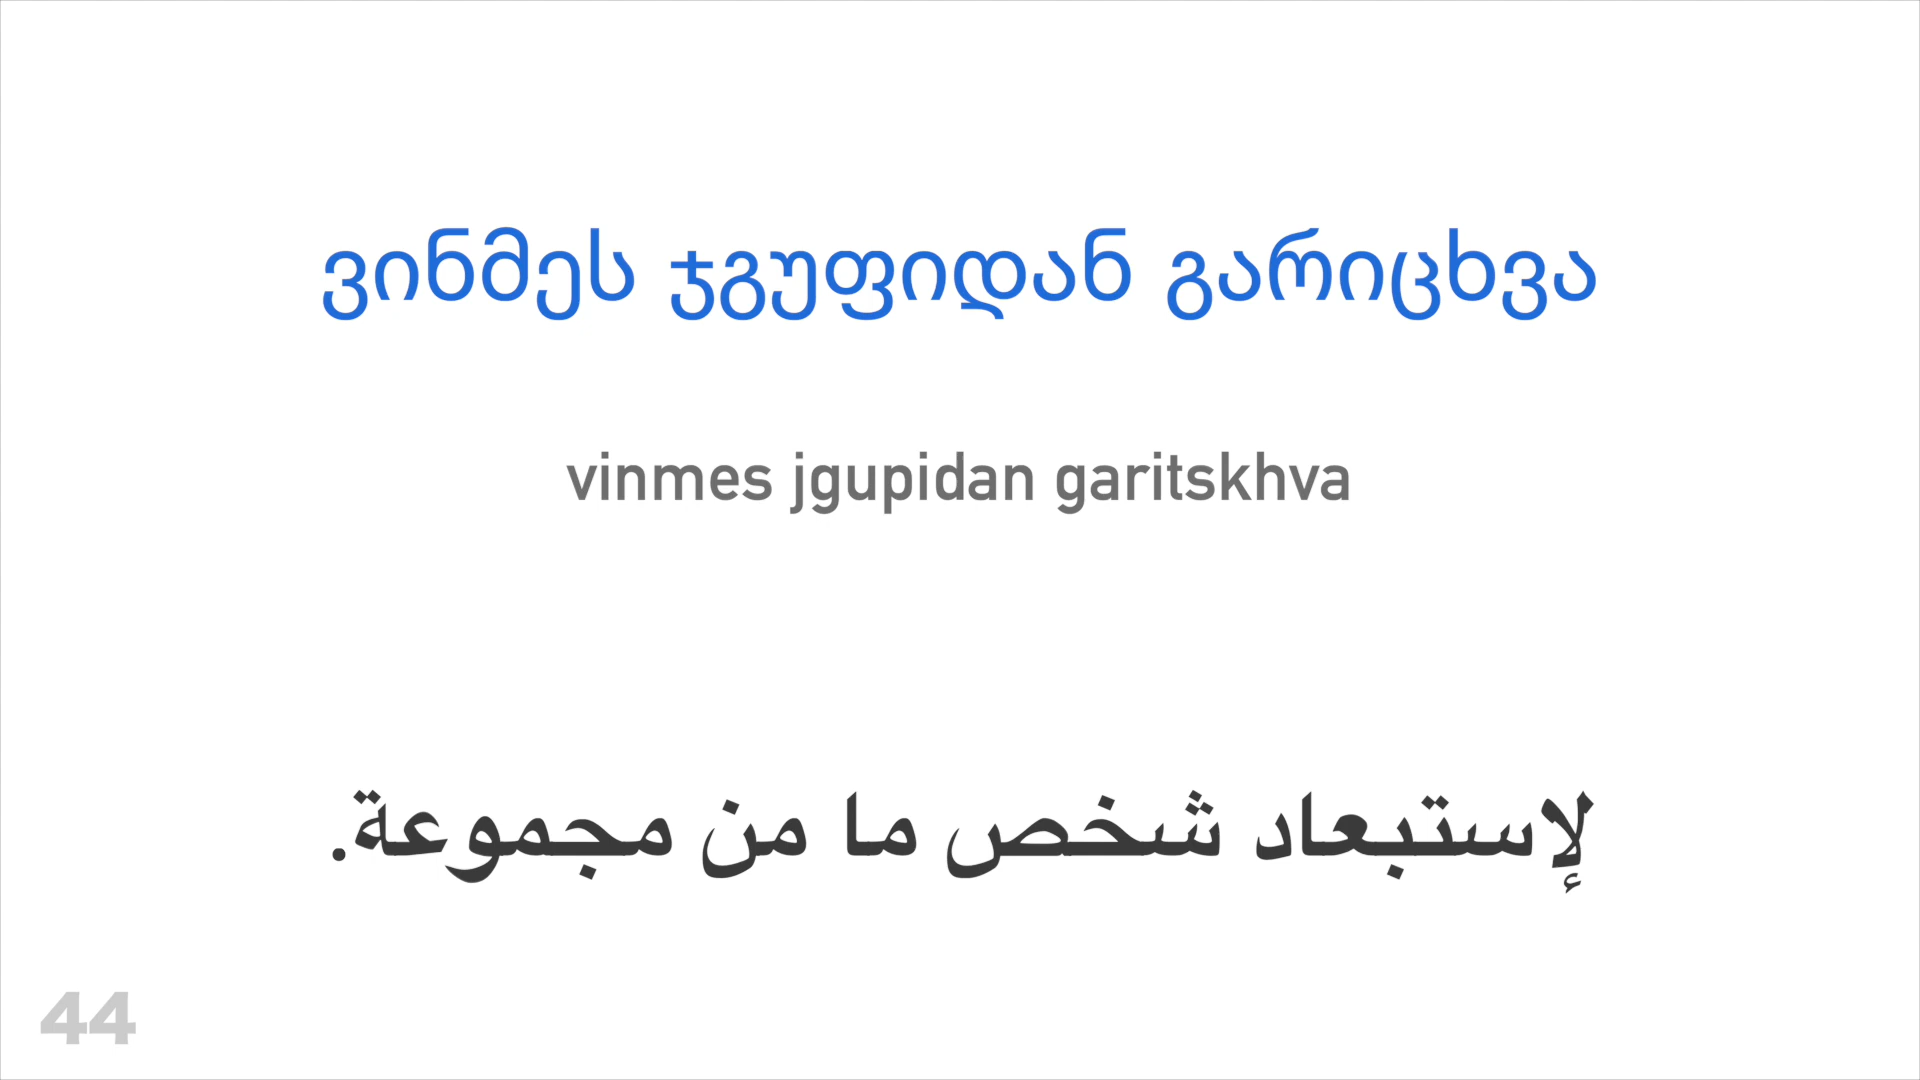 ვინმეს ჯგუფიდან გარიცხვა
vinmes jgupidan garitskhva
لإستبعاد شخص ما من مجموعة.
44